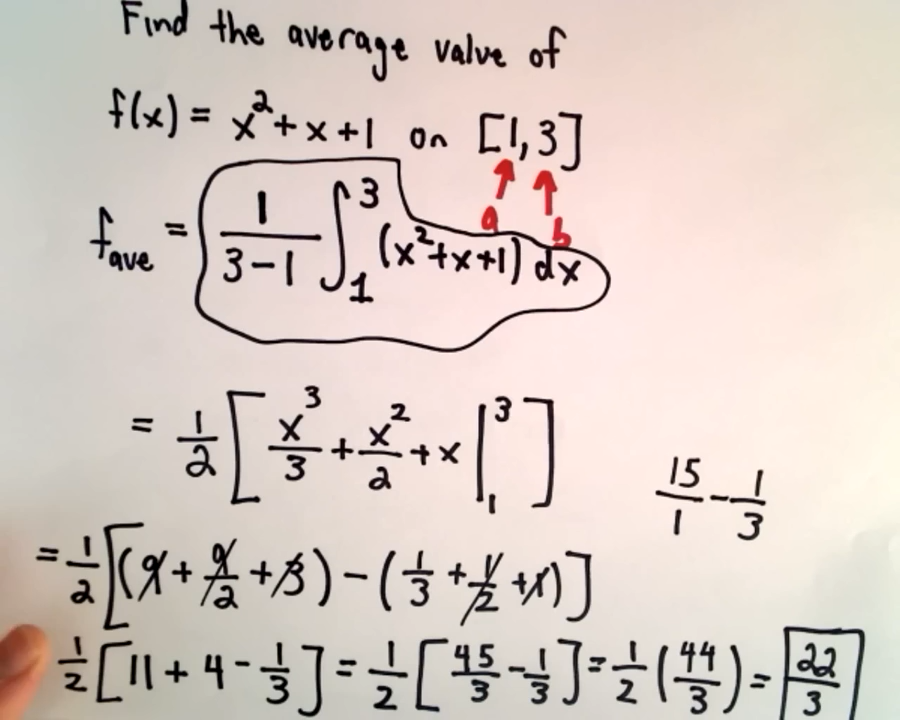 Find the average value of
f(x) = x² + x + 1 on [1, 3]
a b
f_ave = 1/(3-1) ∫₁³ (x² + x + 1) dx
= 1/2 [ x³/3 + x²/2 + x |₁³ ]
15/1 - 1/3
= 1/2 [ (9 + 9/2 + 3) - (1/3 + 1/2 + 1) ]
1/2 [ 11 + 4 - 1/3 ] = 1/2 [ 45/3 - 1/3 ] = 1/2 ( 44/3 ) = 22/3